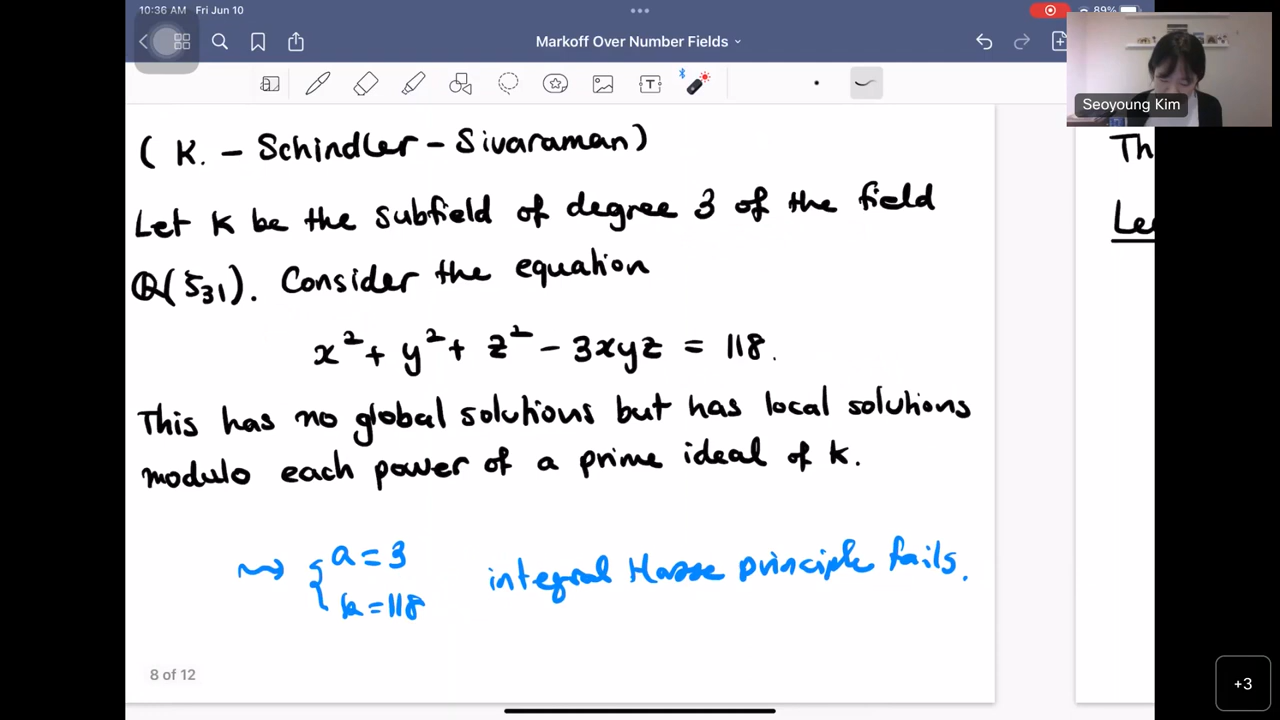 10:36 AM Fri Jun 10
89%
Markoff Over Number Fields
Seoyoung Kim
( K. - Schindler - Sivaraman)
Let K be the subfield of degree 3 of the field
ℚ(ζ₃₁). Consider the equation
x² + y² + z² - 3xyz = 118.
This has no global solutions but has local solutions
modulo each power of a prime ideal of K.
⇝ { a = 3
k = 118
integral Hasse principle fails.
8 of 12
Th
Le
+3